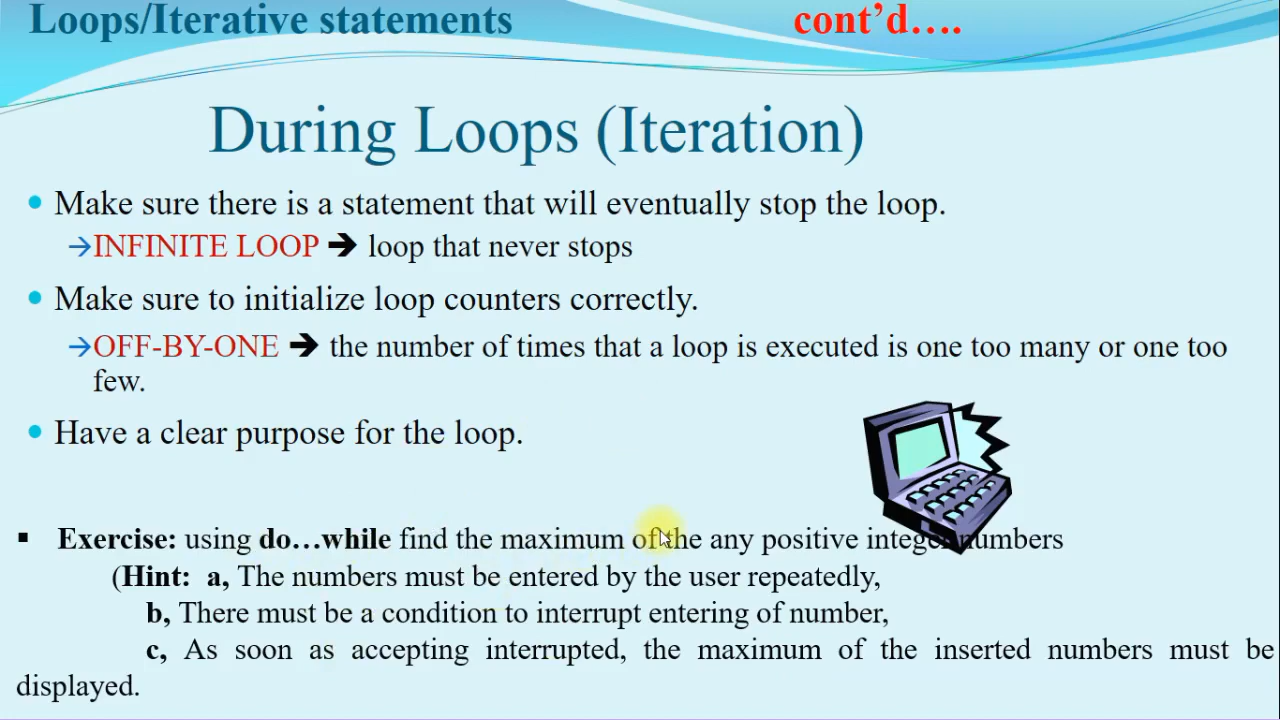 Loops/Iterative statements cont’d….
During Loops (Iteration)
Make sure there is a statement that will eventually stop the loop.
→INFINITE LOOP ➔ loop that never stops
Make sure to initialize loop counters correctly.
→OFF-BY-ONE ➔ the number of times that a loop is executed is one too many or one too
few.
Have a clear purpose for the loop.
Exercise: using do…while find the maximum of the any positive integer numbers
(Hint: a, The numbers must be entered by the user repeatedly,
b, There must be a condition to interrupt entering of number,
c, As soon as accepting interrupted, the maximum of the inserted numbers must be
displayed.